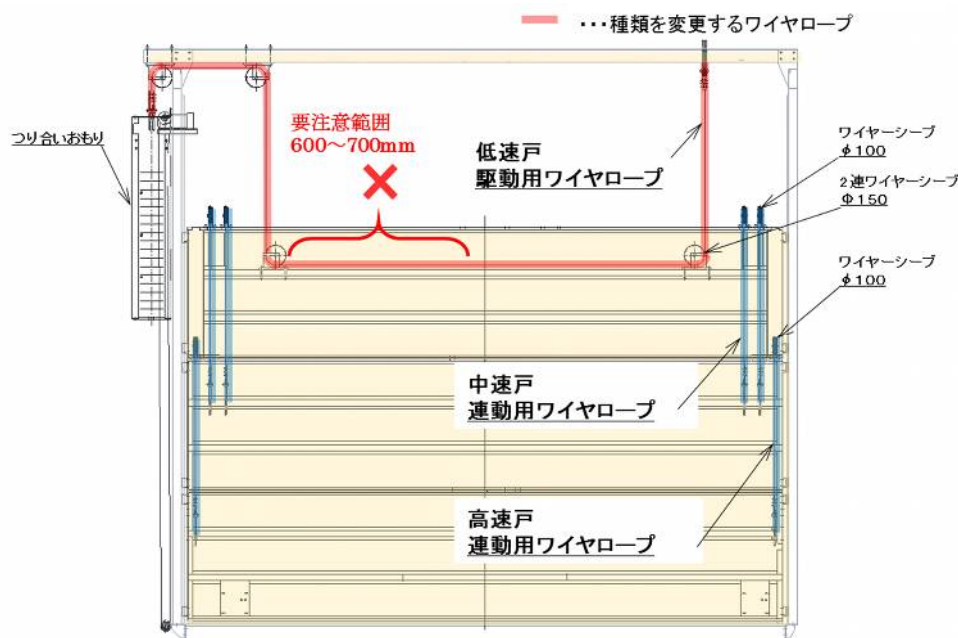 ･･･種類を変更するワイヤロープ
要注意範囲
600～700mm
つり合いおもり
低速戸
駆動用ワイヤロープ
ワイヤーシーブ
φ100
2連ワイヤーシーブ
Φ150
ワイヤーシーブ
φ100
中速戸
連動用ワイヤロープ
高速戸
連動用ワイヤロープ